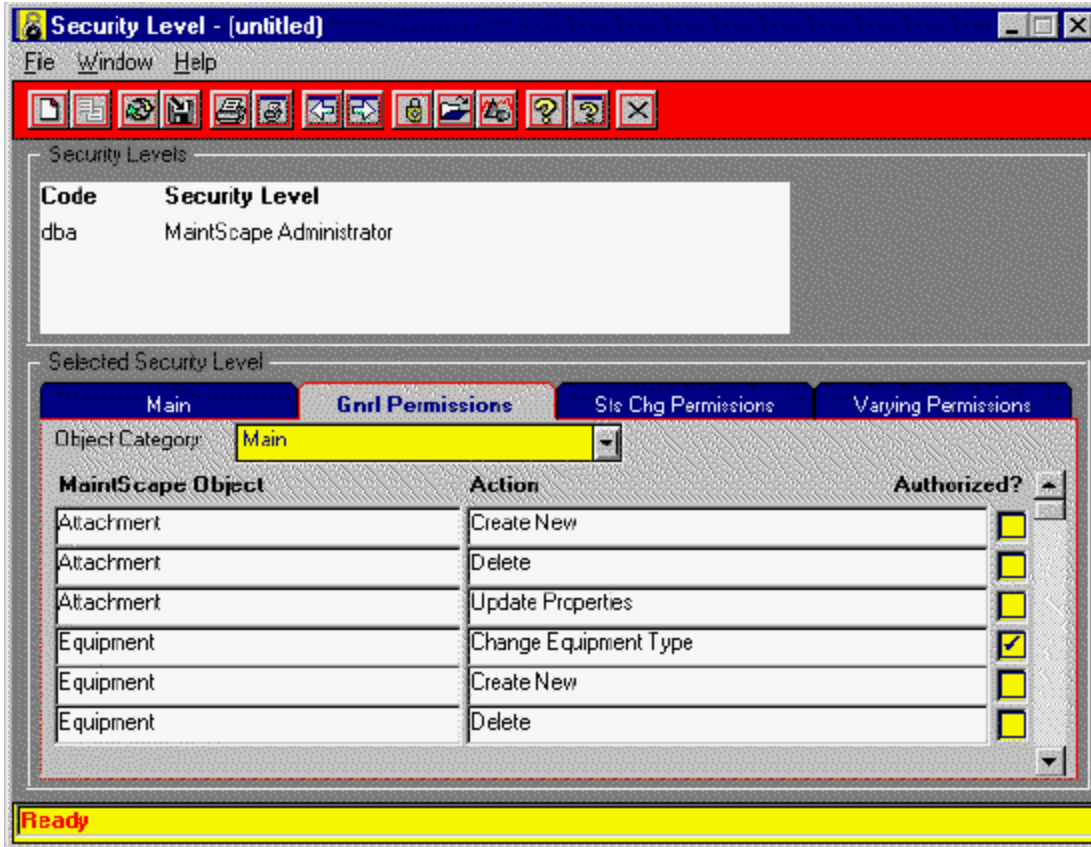 Security Level - (untitled)
File Window Help
Security Levels
Code Security Level
dba MaintScape Administrator
Selected Security Level
Main Gnrl Permissions Sts Chg Permissions Varying Permissions
Object Category: Main
MaintScape Object Action Authorized?
Attachment Create New
Attachment Delete
Attachment Update Properties
Equipment Change Equipment Type
Equipment Create New
Equipment Delete
Ready